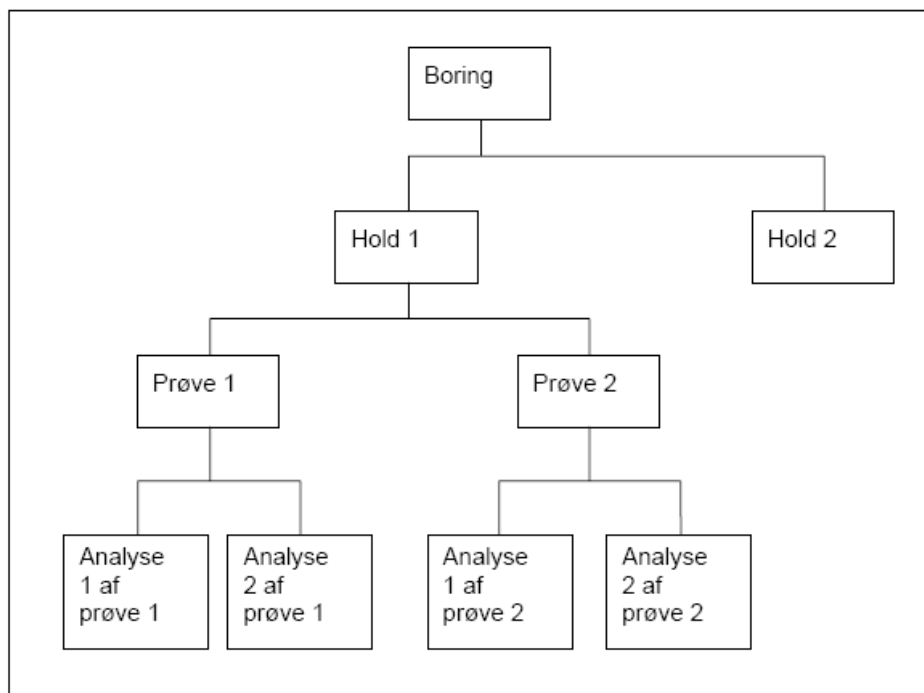 Boring
Hold 1
Hold 2
Prøve 1
Prøve 2
Analyse
1 af
prøve 1
Analyse
2 af
prøve 1
Analyse
1 af
prøve 2
Analyse
2 af
prøve 2